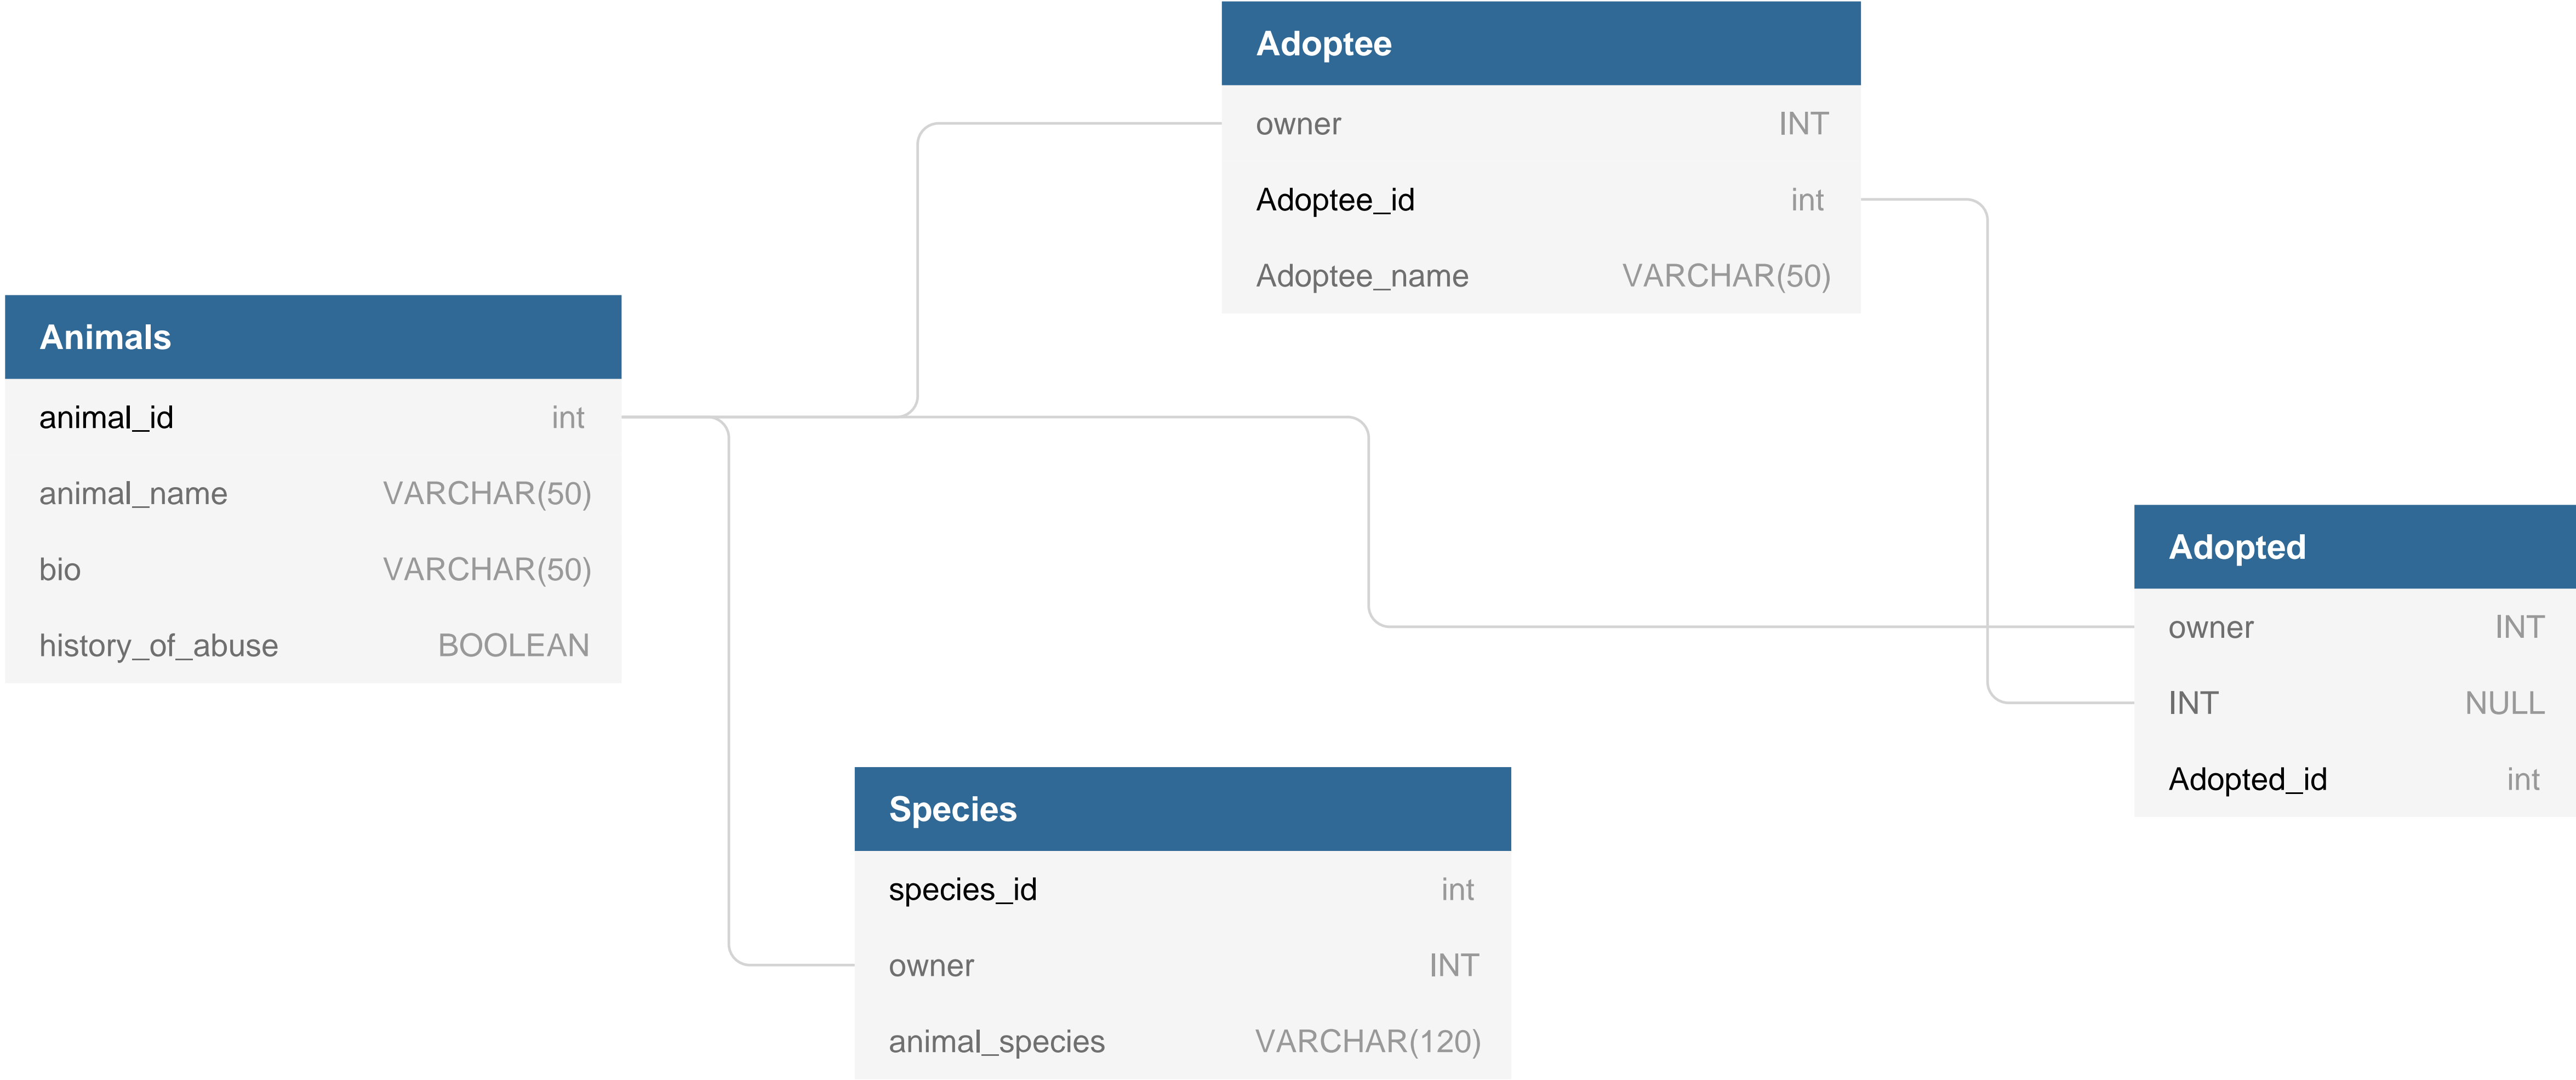 Adoptee
owner INT
Adoptee_id int
Adoptee_name VARCHAR(50)
Animals
animal_id int
animal_name VARCHAR(50)
bio VARCHAR(50)
history_of_abuse BOOLEAN
Adopted
owner INT
INT NULL
Adopted_id int
Species
species_id int
owner INT
animal_species VARCHAR(120)